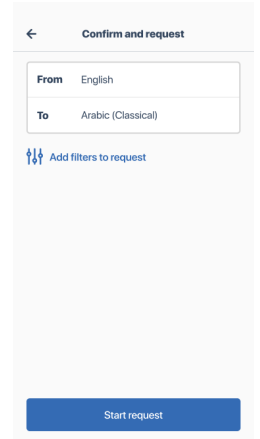 Confirm and request
From English
To Arabic (Classical)
Add filters to request
Start request